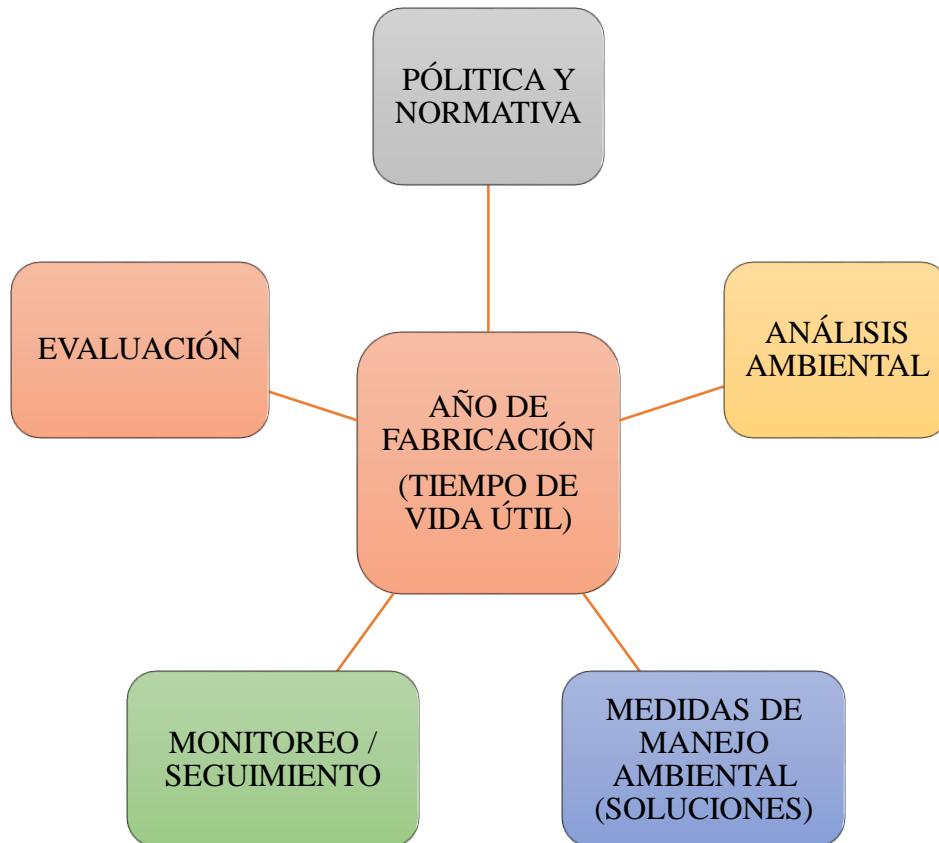 PÓLITICA Y
NORMATIVA
EVALUACIÓN
ANÁLISIS
AMBIENTAL
AÑO DE
FABRICACIÓN
(TIEMPO DE
VIDA ÚTIL)
MONITOREO /
SEGUIMIENTO
MEDIDAS DE
MANEJO
AMBIENTAL
(SOLUCIONES)